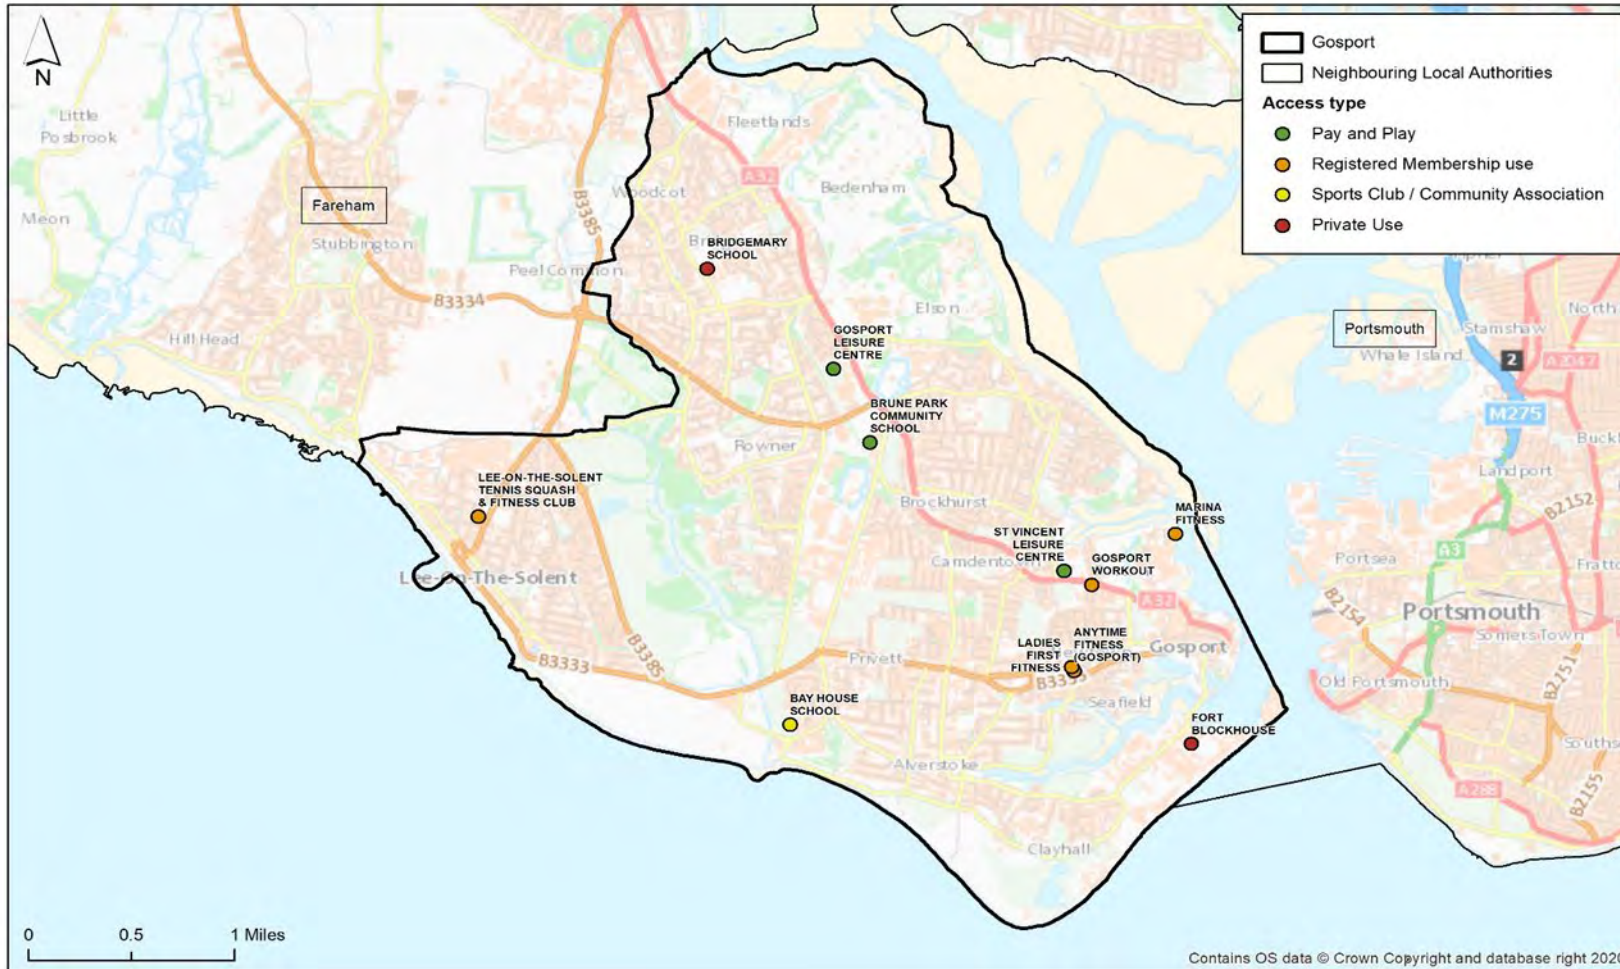 N
Gosport
Neighbouring Local Authorities
Access type
Pay and Play
Registered Membership use
Sports Club / Community Association
Private Use
Little
Posbrook
Fleetlands
A32
Bedenham
Woodcot
Fareham
B3385
Meon
Stubbington
BRIDGEMARY
SCHOOL
Peel Common
B3334
Elson
Hill Head
GOSPORT
LEISURE
CENTRE
Portsmouth
Stamshaw
North
Whale Island
2
A2047
BRUNE PARK
COMMUNITY
SCHOOL
M275
Rowner
Landport
LEE-ON-THE-SOLENT
TENNIS SQUASH
& FITNESS CLUB
Brockhurst
B2152
MARINA
FITNESS
ST VINCENT
LEISURE
CENTRE
GOSPORT
WORKOUT
Camdentown
Portsea
A3
Lee-On-The-Solent
A32
B2154
Portsmouth
Somers Town
LADIES
FIRST
FITNESS
ANYTIME
FITNESS
(GOSPORT)
Gosport
B3385
B3333
Privett
B3333
Old Portsmouth
B2151
Seafield
BAY HOUSE
SCHOOL
FORT
BLOCKHOUSE
Alverstoke
A288
B2155
Clayhall
0
0.5
1 Miles
Contains OS data © Crown Copyright and database right 2020